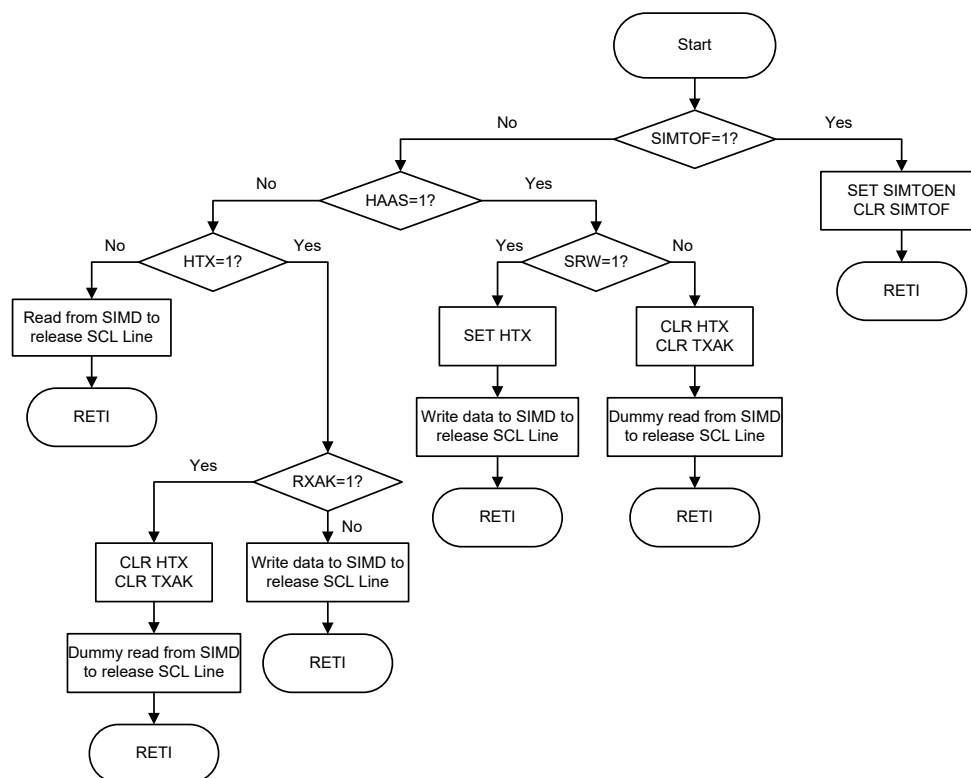 Start
No
SIMTOF=1?
Yes
No
HAAS=1?
Yes
SET SIMTOEN
CLR SIMTOF
No
HTX=1?
Yes
Yes
SRW=1?
No
RETI
Read from SIMD to
release SCL Line
SET HTX
CLR HTX
CLR TXAK
RETI
Write data to SIMD to
release SCL Line
Dummy read from SIMD
to release SCL Line
Yes
RXAK=1?
RETI
RETI
No
CLR HTX
CLR TXAK
Write data to SIMD to
release SCL Line
Dummy read from SIMD
to release SCL Line
RETI
RETI